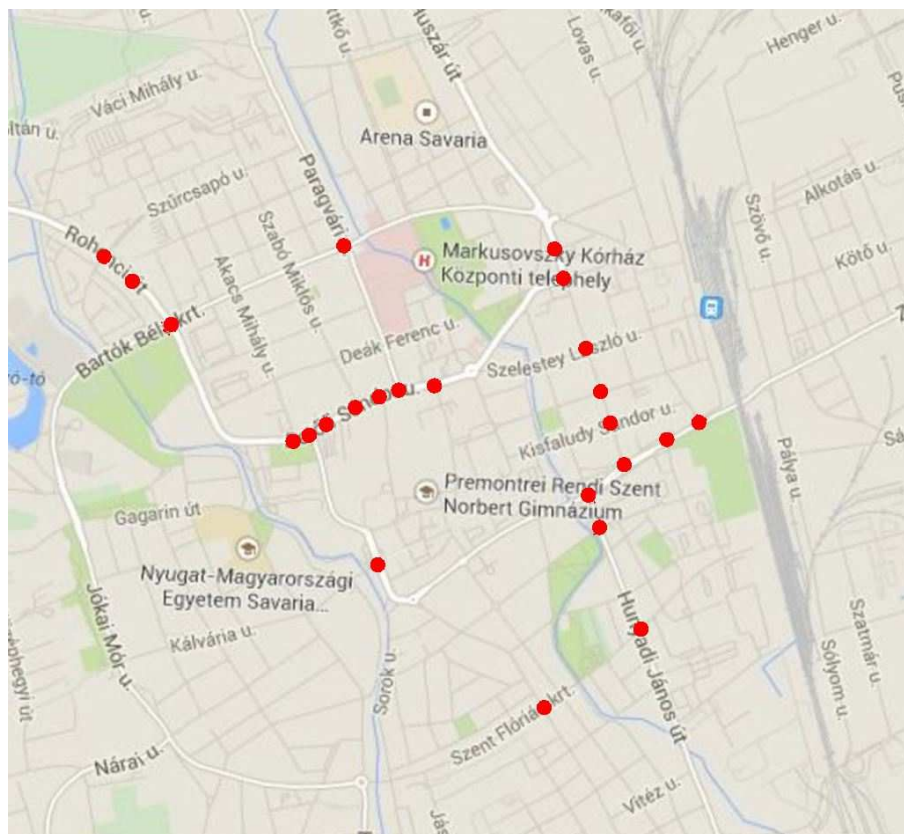 Huszár út
Lovas u.
Henger u.
Váci Mihály u.
Arena Savaria
Szűrcsapó u.
Paragvári
Alkotás u.
Szövő u.
Szabó Miklós u.
Markusovszky Kórház
Központi telephely
Kötő u.
Akacs Mihály u.
Bartók Béla krt.
Deák Ferenc u.
Szelestey László u.
Kisfaludy Sándor u.
Pálya u.
Premontrei Rendi Szent
Norbert Gimnázium
Gagarin út
Nyugat-Magyarországi
Egyetem Savaria...
Jókai Mór u.
Kálvária u.
Hunyadi János út
Szatmár u.
Sólyom u.
Sorok u.
Szent Flórián krt.
Nárai u.
Vitéz u.